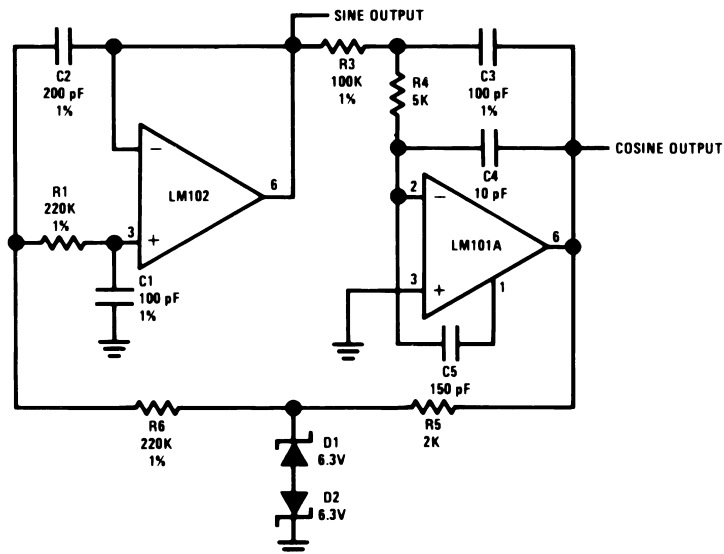 SINE OUTPUT
C2
200 pF
1%
R3
100K
1%
R4
5K
C3
100 pF
1%
COSINE OUTPUT
C4
10 pF
−
LM102
6
R1
220K
1%
3
+
2
−
LM101A
6
C1
100 pF
1%
3
+
1
C5
150 pF
R6
220K
1%
R5
2K
D1
6.3V
D2
6.3V